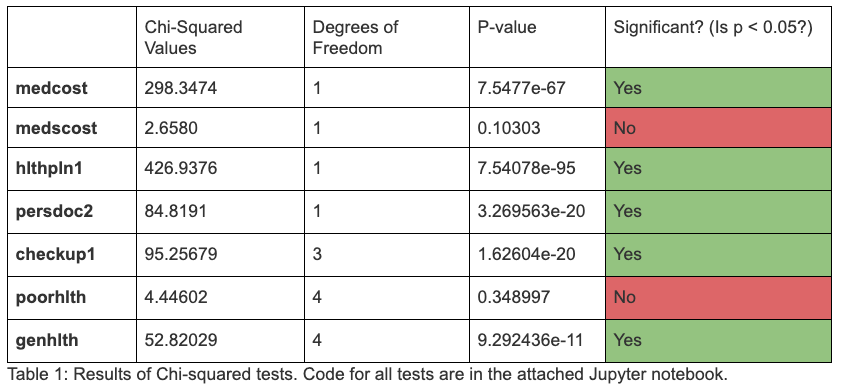 Chi-Squared Values Degrees of Freedom P-value Significant? (Is p < 0.05?)
medcost 298.3474 1 7.5477e-67 Yes
medscost 2.6580 1 0.10303 No
hlthpln1 426.9376 1 7.54078e-95 Yes
persdoc2 84.8191 1 3.269563e-20 Yes
checkup1 95.25679 3 1.62604e-20 Yes
poorhlth 4.44602 4 0.348997 No
genhlth 52.82029 4 9.292436e-11 Yes
Table 1: Results of Chi-squared tests. Code for all tests are in the attached Jupyter notebook.